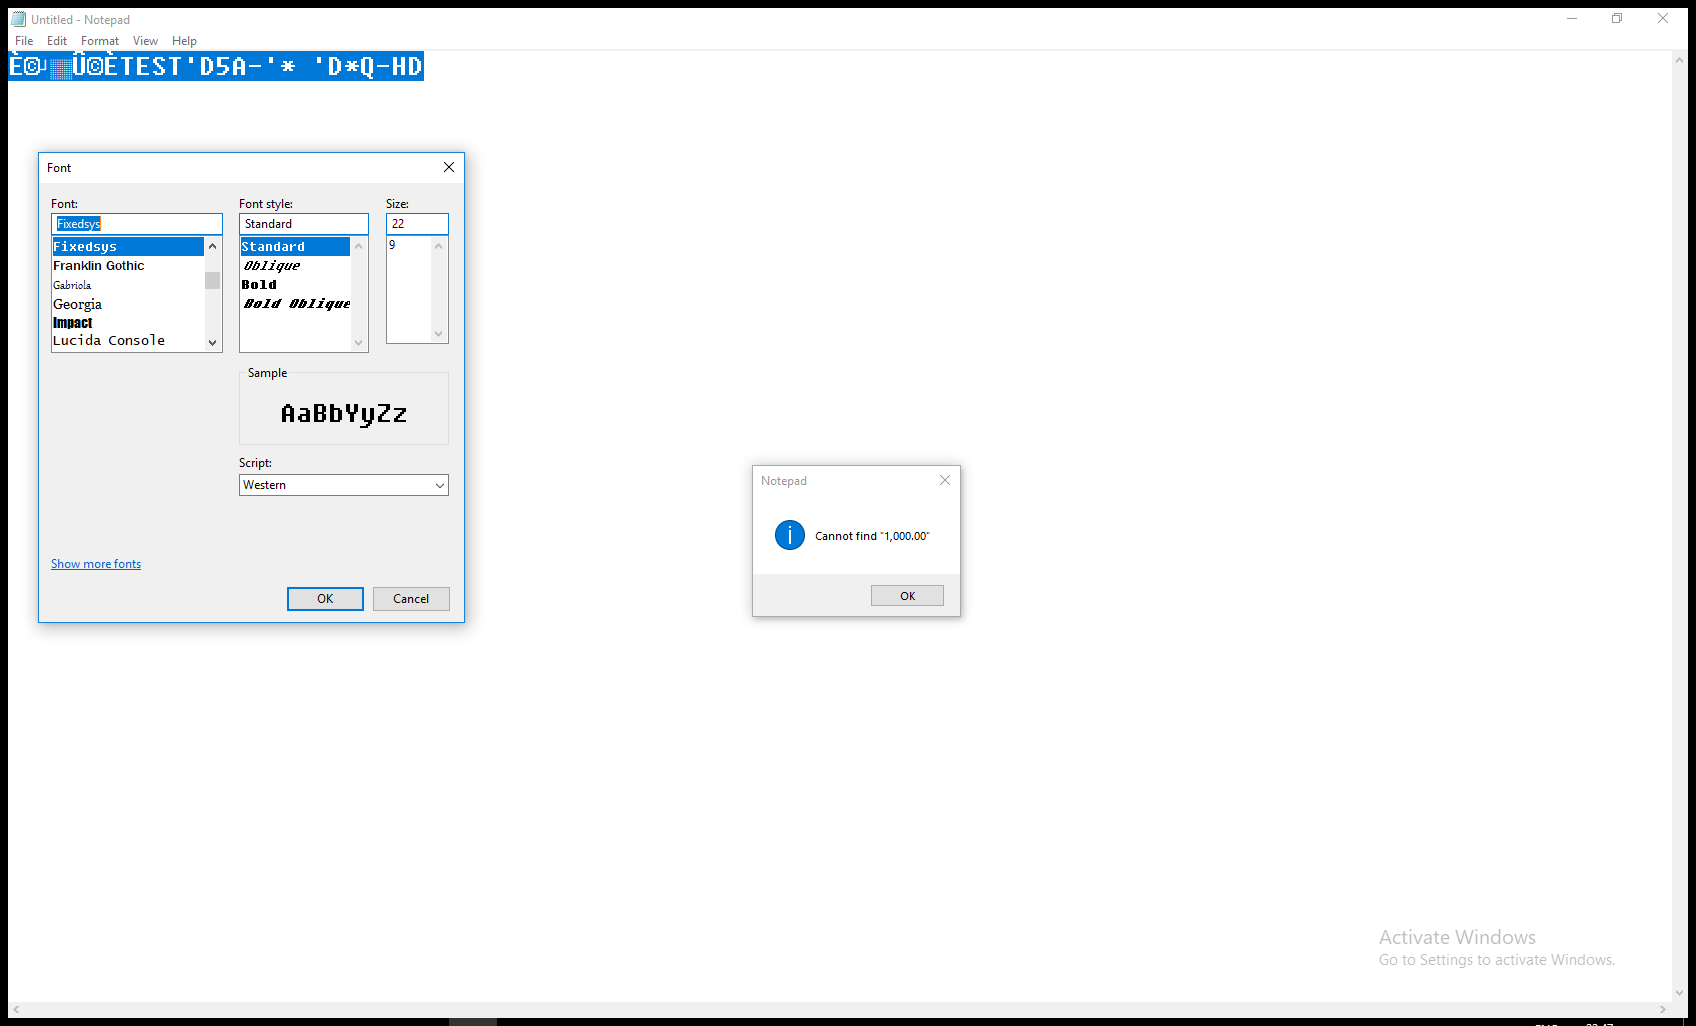 Untitled - Notepad
File Edit Format View Help
TEST'D5A-'* 'D*Q-HD
Font
Font: Font style: Size:
Fixedsys Standard 22
Fixedsys Standard 9
Franklin Gothic Oblique
Gabriola Bold
Georgia Bold Oblique
Impact
Lucida Console
Sample
AaBbYyZz
Script:
Western
Show more fonts
OK Cancel
Notepad
Cannot find "1,000.00"
OK
Activate Windows
Go to Settings to activate Windows.